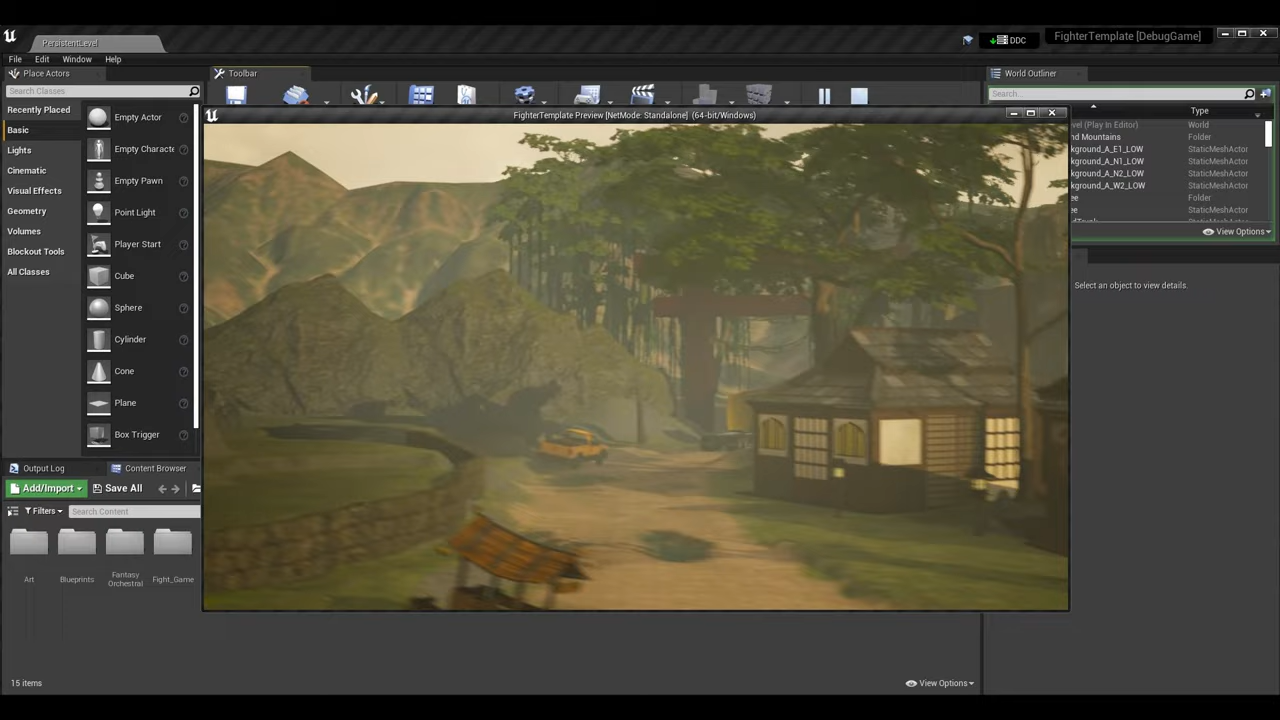 PersistentLevel
DDC
FighterTemplate [DebugGame]
File Edit Window Help
Place Actors
Toolbar
World Outliner
Search Classes
Search...
Recently Placed
Basic
Lights
Cinematic
Visual Effects
Geometry
Volumes
Blockout Tools
All Classes
Empty Actor
Empty Characte
Empty Pawn
Point Light
Player Start
Cube
Sphere
Cylinder
Cone
Plane
Box Trigger
FighterTemplate Preview [NetMode: Standalone] (64-bit/Windows)
Type
evel (Play In Editor) World
nd Mountains Folder
kground_A_E1_LOW StaticMeshActor
kground_A_N1_LOW StaticMeshActor
kground_A_N2_LOW StaticMeshActor
kground_A_W2_LOW StaticMeshActor
ee Folder
ee StaticMeshActor
View Options
Select an object to view details.
Output Log
Content Browser
Add/Import
Save All
Filters
Search Content
Art
Blueprints
Fantasy
Orchestral
Fight_Game
15 items
View Options